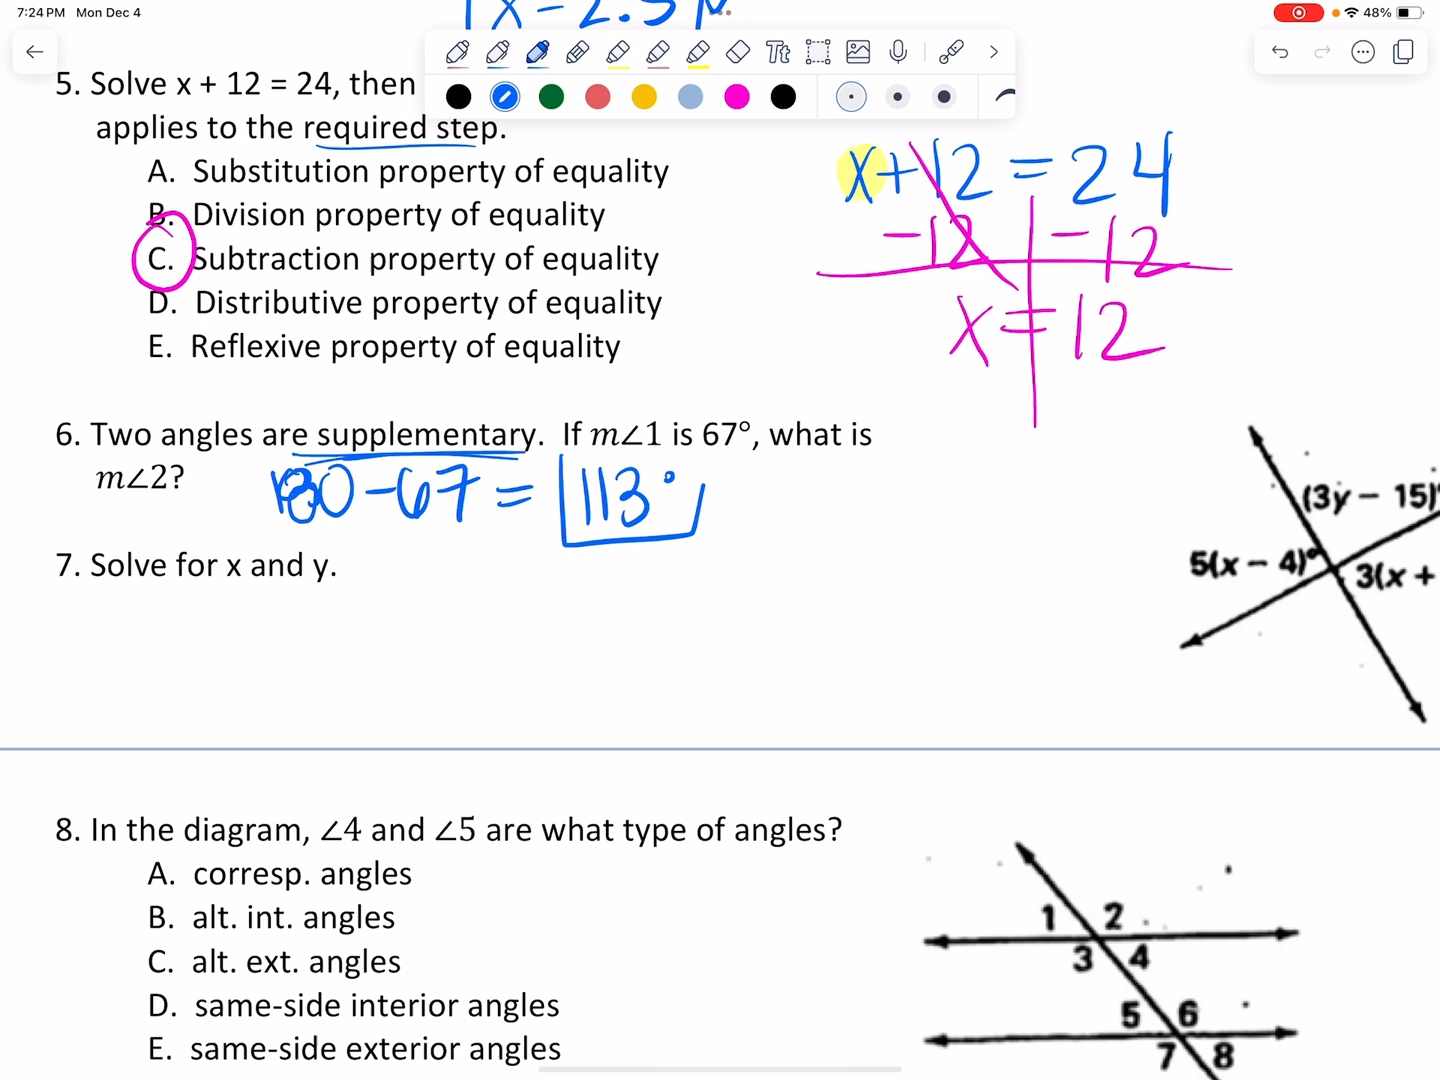 7:24 PM Mon Dec 4
48%
x = 2.5
Tt
5. Solve x + 12 = 24, then
applies to the required step.
A. Substitution property of equality
B. Division property of equality
C. Subtraction property of equality
D. Distributive property of equality
E. Reflexive property of equality
x + 12 = 24
-12 -12
x = 12
6. Two angles are supplementary. If m∠1 is 67°, what is
m∠2?
180 - 67 = 113°
7. Solve for x and y.
(3y - 15)°
5(x - 4)°
3(x +
8. In the diagram, ∠4 and ∠5 are what type of angles?
A. corresp. angles
B. alt. int. angles
C. alt. ext. angles
D. same-side interior angles
E. same-side exterior angles
1 2
3 4
5 6
7 8